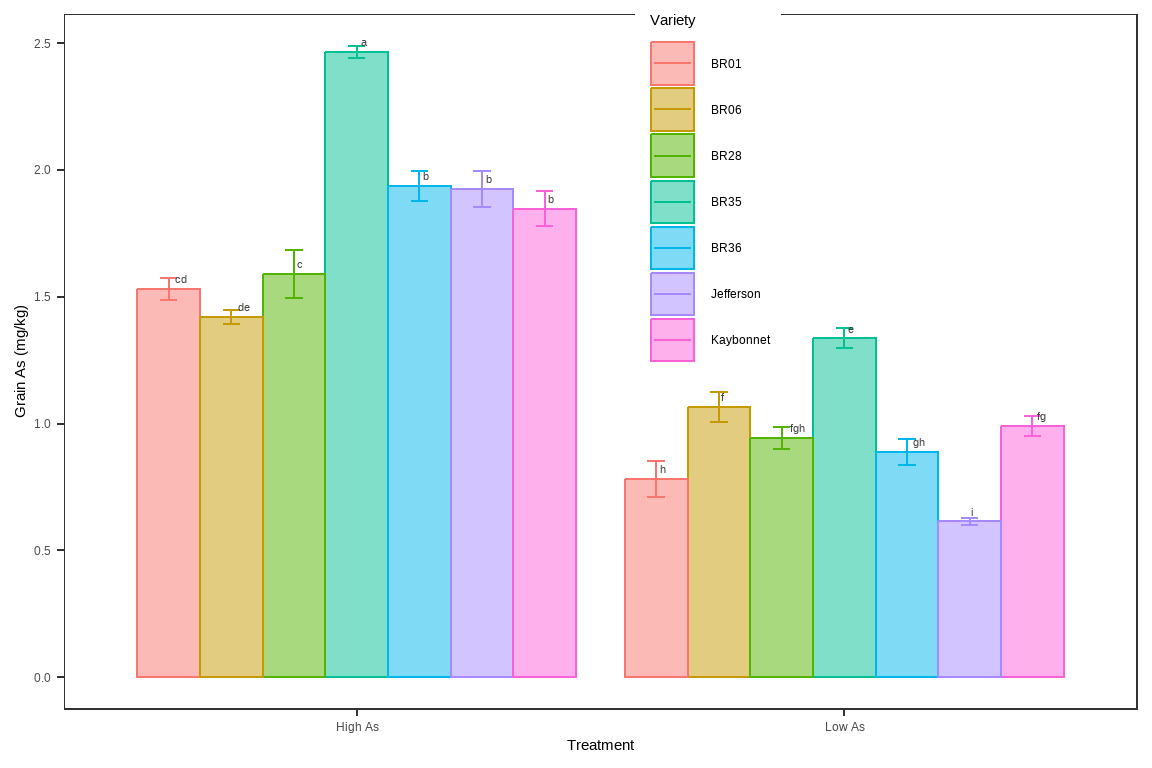 Variety
BR01
BR06
BR28
BR35
BR36
Jefferson
Kaybonnet
Grain As (mg/kg)
2.5
2.0
1.5
1.0
0.5
0.0
cd
de
c
a
b
b
b
h
f
fgh
e
gh
i
fg
High As
Low As
Treatment